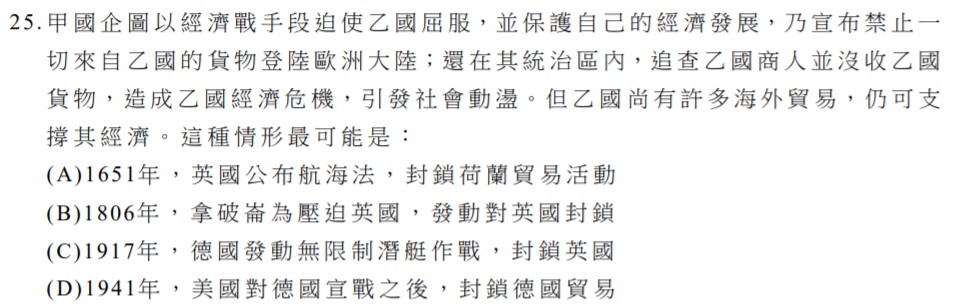 25.甲國企圖以經濟戰手段迫使乙國屈服，並保護自己的經濟發展，乃宣布禁止一
切來自乙國的貨物登陸歐洲大陸；還在其統治區內，追查乙國商人並沒收乙國
貨物，造成乙國經濟危機，引發社會動盪。但乙國尚有許多海外貿易，仍可支
撐其經濟。這種情形最可能是：
(A)1651年，英國公布航海法，封鎖荷蘭貿易活動
(B)1806年，拿破崙為壓迫英國，發動對英國封鎖
(C)1917年，德國發動無限制潛艇作戰，封鎖英國
(D)1941年，美國對德國宣戰之後，封鎖德國貿易